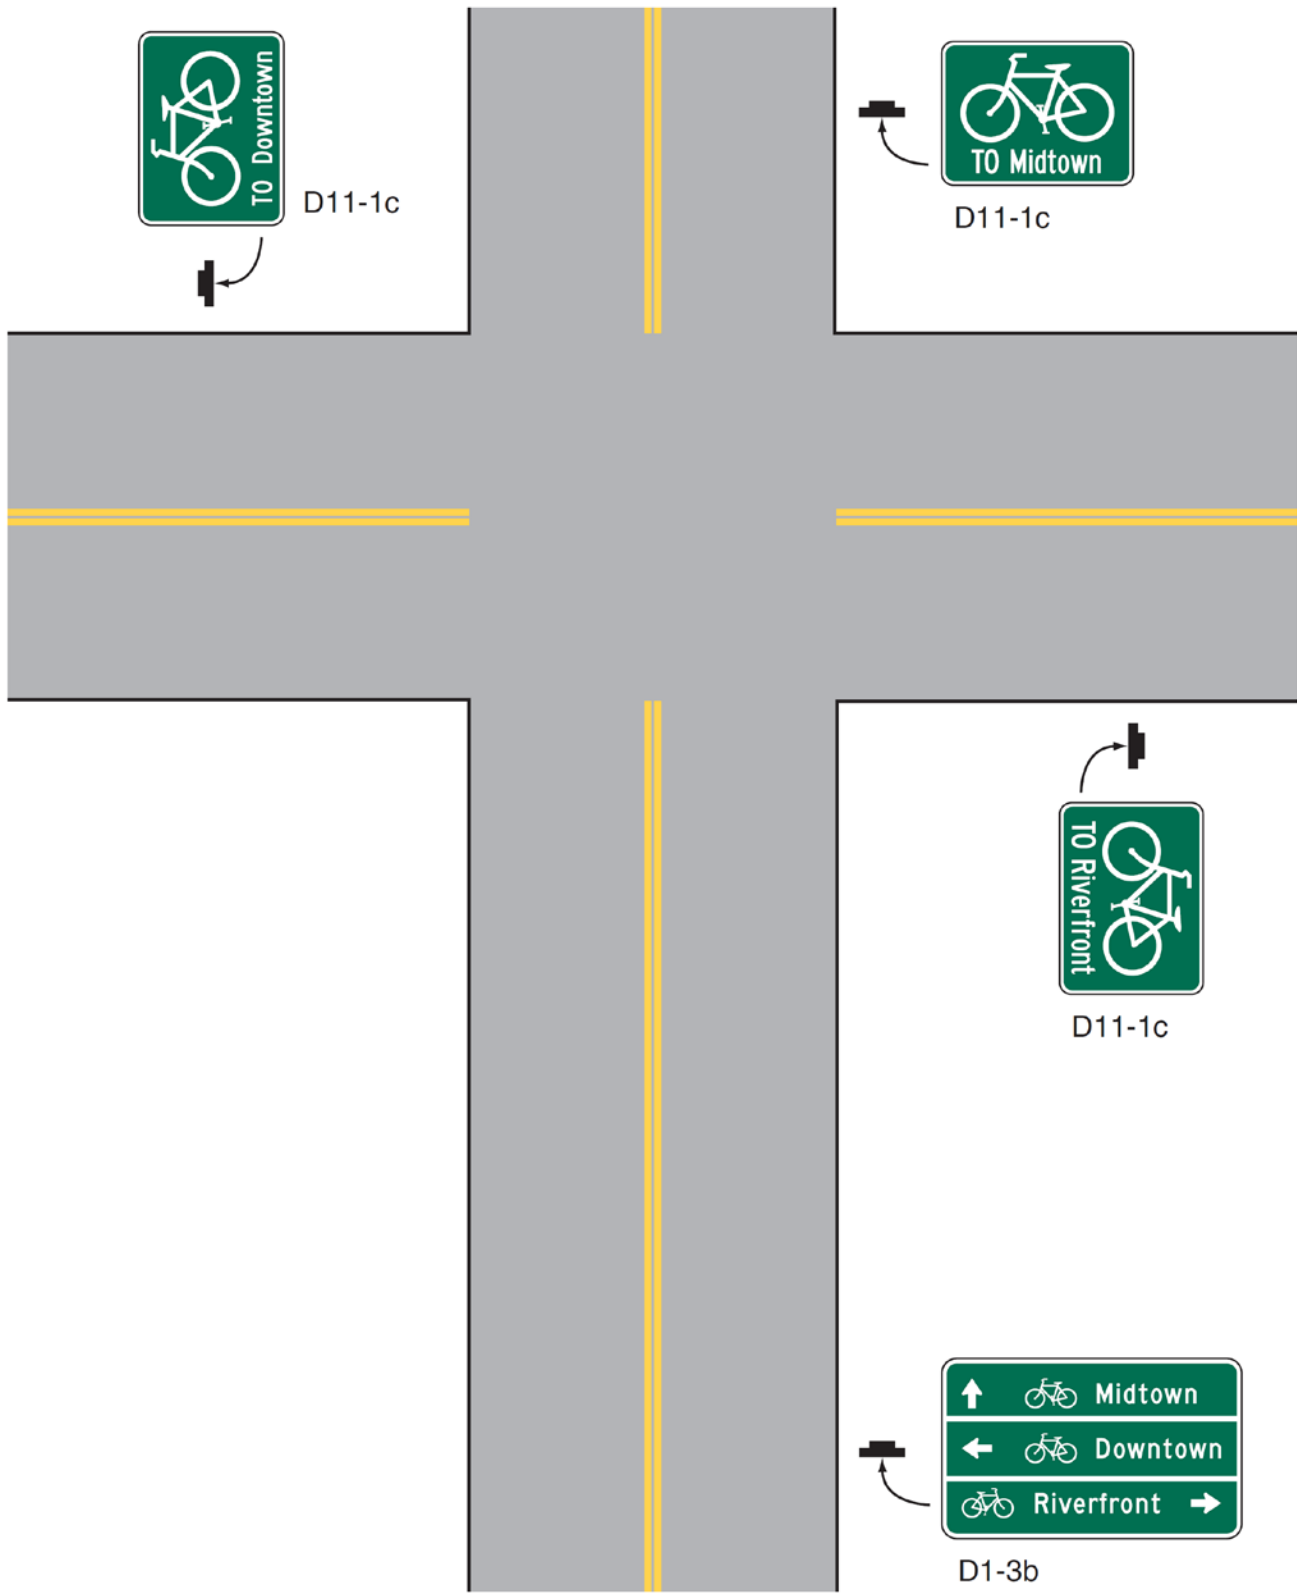 TO Downtown
D11-1c
TO Midtown
D11-1c
TO Riverfront
D11-1c
Midtown
Downtown
Riverfront
D1-3b